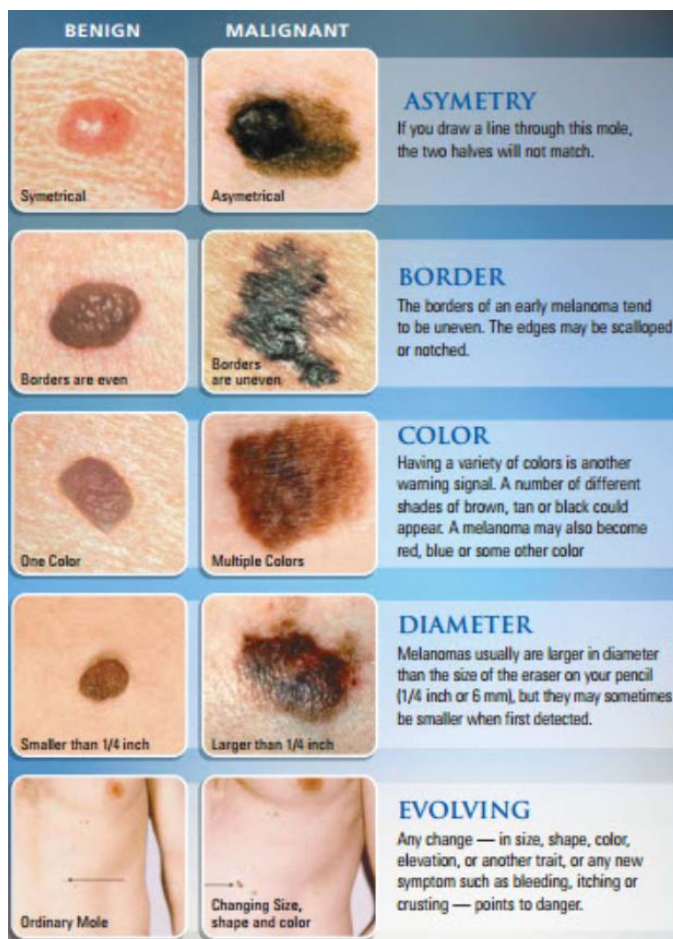 BENIGN MALIGNANT
ASYMETRY
If you draw a line through this mole,
the two halves will not match.
Symetrical Asymetrical
BORDER
The borders of an early melanoma tend
to be uneven. The edges may be scalloped
or notched.
Borders are even Borders
are uneven
COLOR
Having a variety of colors is another
warning signal. A number of different
shades of brown, tan or black could
appear. A melanoma may also become
red, blue or some other color
One Color Multiple Colors
DIAMETER
Melanomas usually are larger in diameter
than the size of the eraser on your pencil
(1/4 inch or 6 mm), but they may sometimes
be smaller when first detected.
Smaller than 1/4 inch Larger than 1/4 inch
EVOLVING
Any change — in size, shape, color,
elevation, or another trait, or any new
symptom such as bleeding, itching or
crusting — points to danger.
Ordinary Mole Changing Size,
shape and color